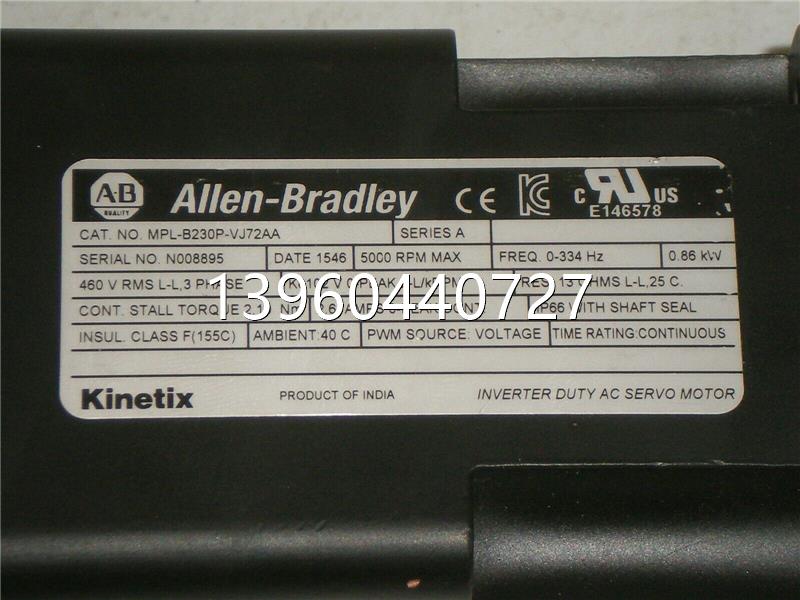 A-B
QUALITY
Allen-Bradley CE c RU US
E146578
CAT. NO. MPL-B230P-VJ72AA SERIES A
SERIAL NO. N008895 DATE 1546 5000 RPM MAX FREQ. 0-334 Hz 0.86 kW
460 V RMS L-L,3 PHASE L-L,25 C.
13960440727
CONT. STALL TORQUE IP66 WITH SHAFT SEAL
INSUL. CLASS F(155C) AMBIENT:40 C PWM SOURCE: VOLTAGE TIME RATING:CONTINUOUS
Kinetix PRODUCT OF INDIA INVERTER DUTY AC SERVO MOTOR